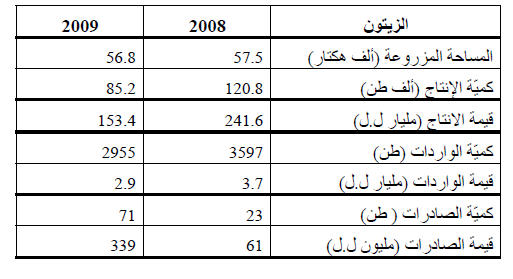 الزيتون 2008 2009
المساحة المزروعة (ألف هكتار) 57.5 56.8
كميّة الإنتاج (ألف طن) 120.8 85.2
قيمة الانتاج (مليار ل.ل) 241.6 153.4
كميّة الواردات (طن) 3597 2955
قيمة الواردات (مليار ل.ل) 3.7 2.9
كميّة الصادرات ( طن) 23 71
قيمة الصادرات (مليون ل.ل) 61 339